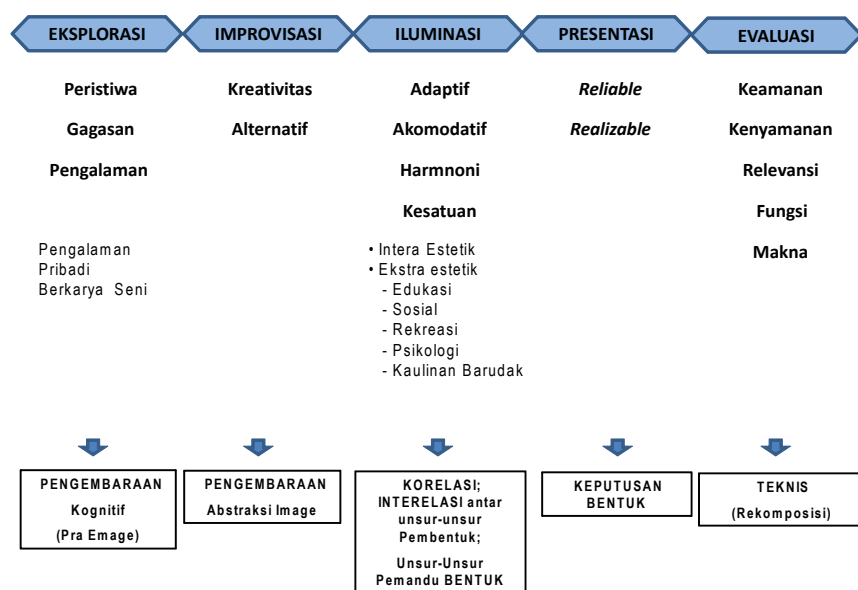 EKSPLORASI
IMPROVISASI
ILUMINASI
PRESENTASI
EVALUASI
Peristiwa
Gagasan
Pengalaman
Pengalaman
Pribadi
Berkarya Seni
Kreativitas
Alternatif
Adaptif
Akomodatif
Harmnoni
Kesatuan
• Intera Estetik
• Ekstra estetik
- Edukasi
- Sosial
- Rekreasi
- Psikologi
- Kaulinan Barudak
Reliable
Realizable
Keamanan
Kenyamanan
Relevansi
Fungsi
Makna
PENGEMBARAAN
Kognitif
(Pra Emage)
PENGEMBARAAN
Abstraksi Image
KORELASI;
INTERELASI antar
unsur-unsur
Pembentuk;
Unsur-Unsur
Pemandu BENTUK
KEPUTUSAN
BENTUK
TEKNIS
(Rekomposisi)